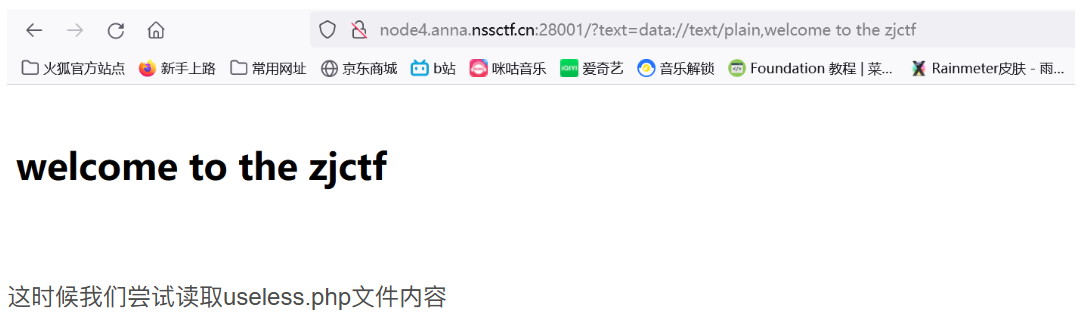 node4.anna.nssctf.cn:28001/?text=data://text/plain,welcome to the zjctf
火狐官方站点 新手上路 常用网址 京东商城 b站 咪咕音乐 爱奇艺 音乐解锁 Foundation 教程 | 菜... Rainmeter皮肤 - 雨...
welcome to the zjctf
这时候我们尝试读取useless.php文件内容